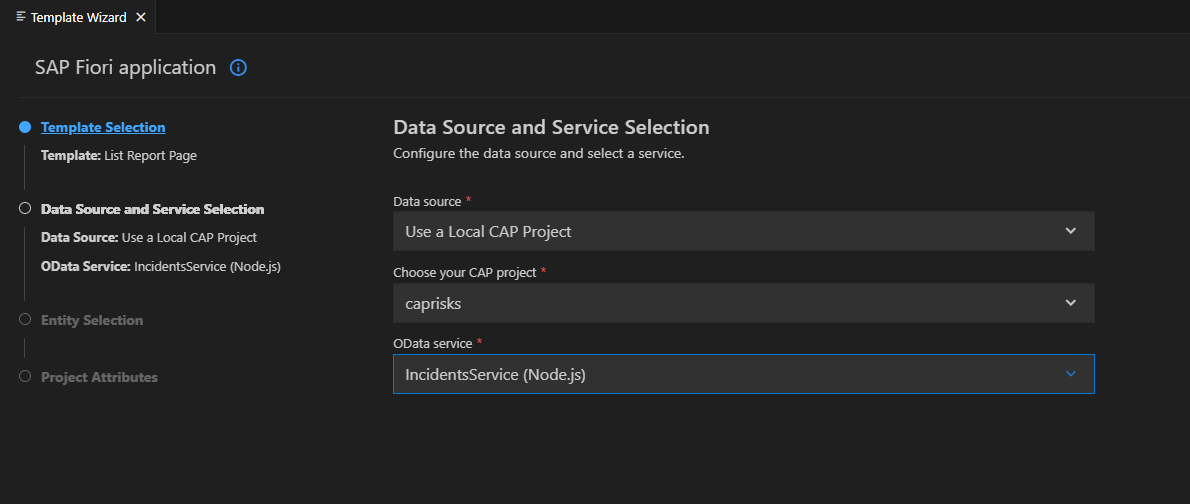 Template Wizard
SAP Fiori application
Template Selection
Template: List Report Page
Data Source and Service Selection
Data Source: Use a Local CAP Project
OData Service: IncidentsService (Node.js)
Entity Selection
Project Attributes
Data Source and Service Selection
Configure the data source and select a service.
Data source *
Use a Local CAP Project
Choose your CAP project *
caprisks
OData service *
IncidentsService (Node.js)